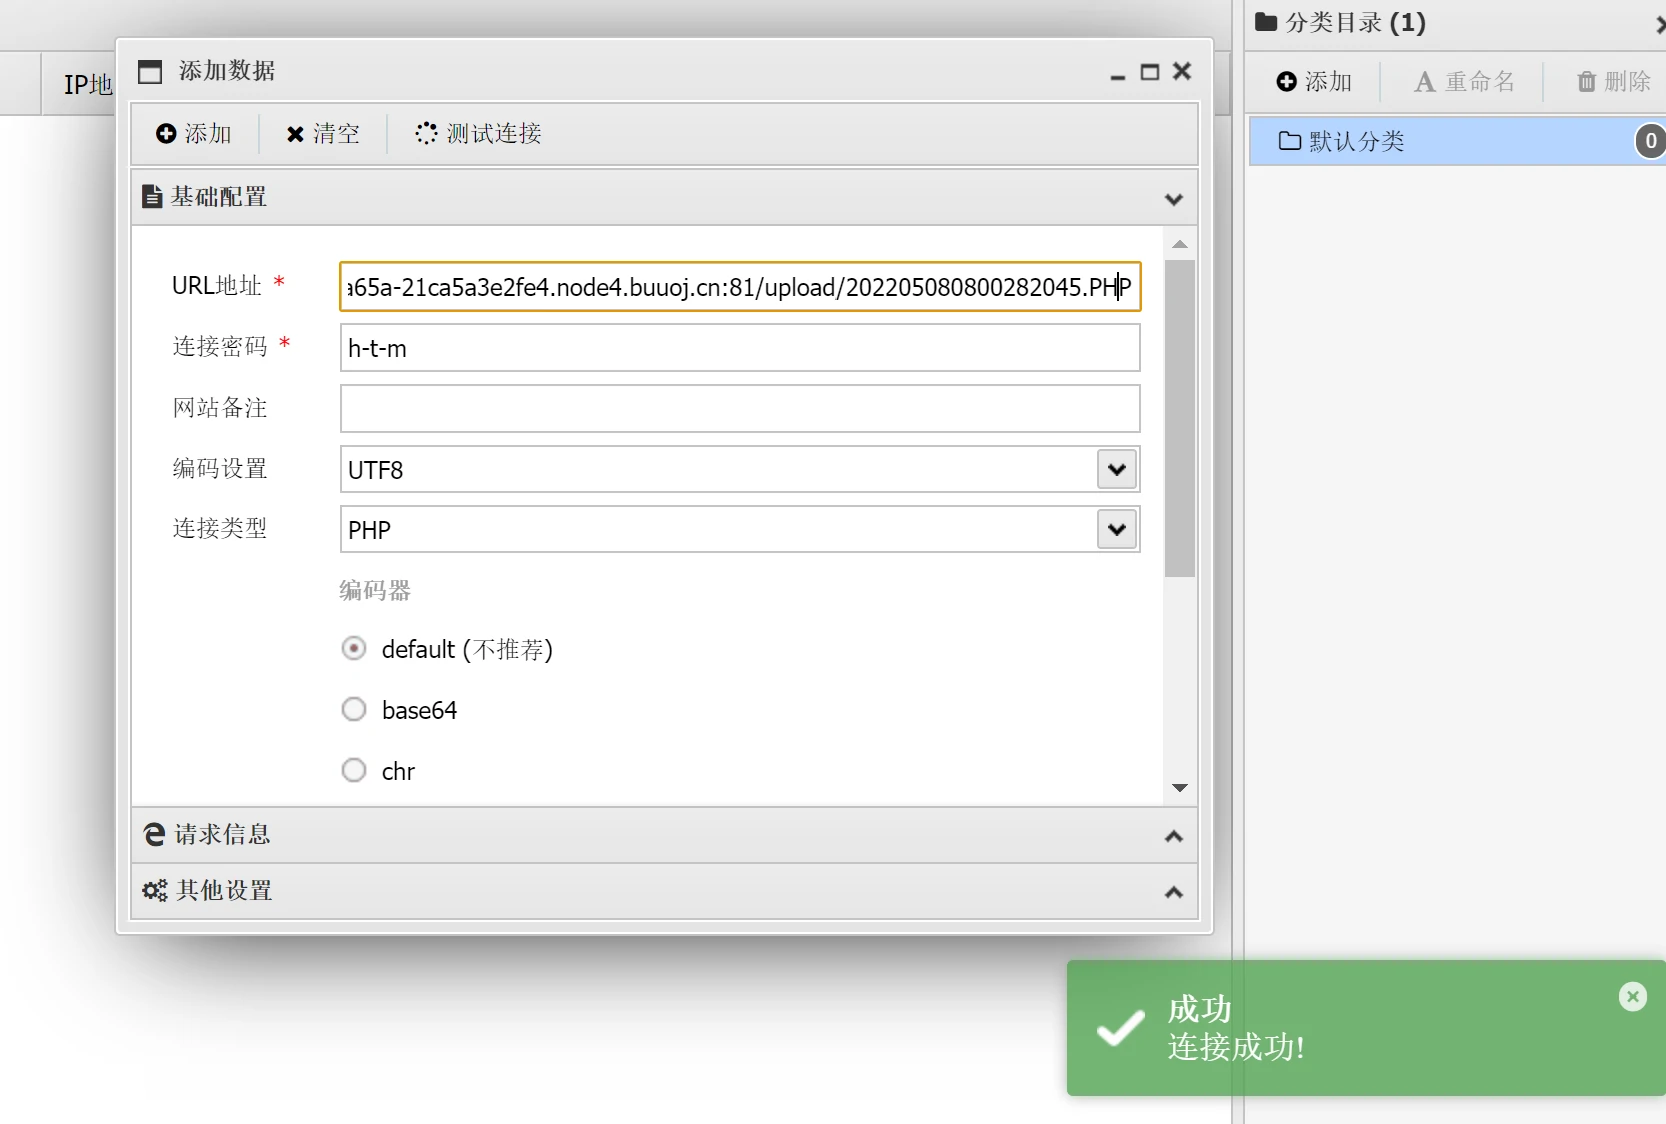 分类目录 (1)
添加 重命名 删除
默认分类 0
IP地
添加数据
添加 清空 测试连接
基础配置
URL地址 * a65a-21ca5a3e2fe4.node4.buuoj.cn:81/upload/202205080800282045.PHP
连接密码 * h-t-m
网站备注
编码设置 UTF8
连接类型 PHP
编码器
default (不推荐)
base64
chr
请求信息
其他设置
成功
连接成功!